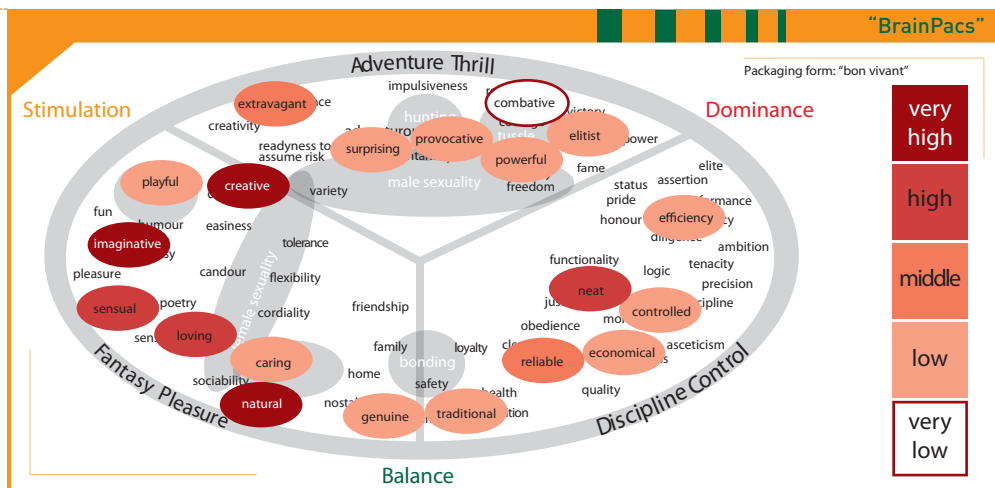 "BrainPacs"
Packaging form: "bon vivant"
Adventure Thrill
Stimulation
Dominance
impulsiveness
extravagant
combative
creativity
hunting
provocative
elitist
power
readyness to
assume risk
surprising
tussle
powerful
fame
elite
playful
creative
variety
male sexuality
freedom
status
assertion
pride
fun
humour
easiness
honour
efficiency
imaginative
tolerance
ambition
pleasure
candour
flexibility
functionality
logic
tenacity
precision
neat
sensual
poetry
cordiality
friendship
controlled
loving
female sexuality
obedience
caring
family
bonding
loyalty
reliable
economical
asceticism
sociability
home
safety
quality
natural
genuine
traditional
Fantasy Pleasure
Discipline Control
Balance
very
high
high
middle
low
very
low